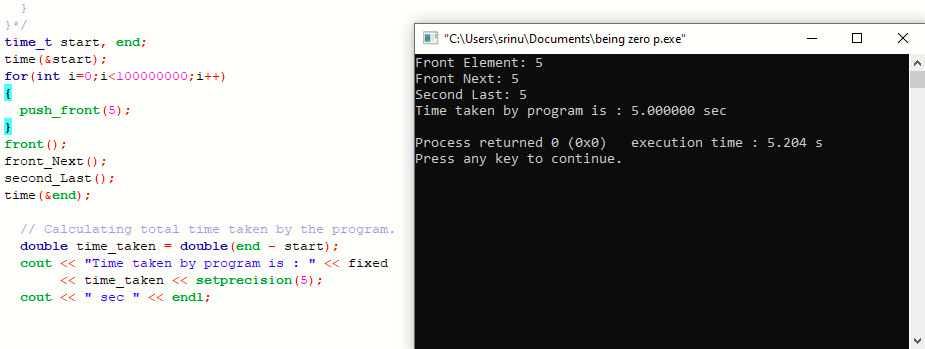 }
}*/
time_t start, end;
time(&start);
for(int i=0;i<100000000;i++)
{
push_front(5);
}
front();
front_Next();
second_Last();
time(&end);
// Calculating total time taken by the program.
double time_taken = double(end - start);
cout << "Time taken by program is : " << fixed
<< time_taken << setprecision(5);
cout << " sec " << endl;
"C:\Users\srinu\Documents\being zero p.exe"
Front Element: 5
Front Next: 5
Second Last: 5
Time taken by program is : 5.000000 sec
Process returned 0 (0x0)   execution time : 5.204 s
Press any key to continue.